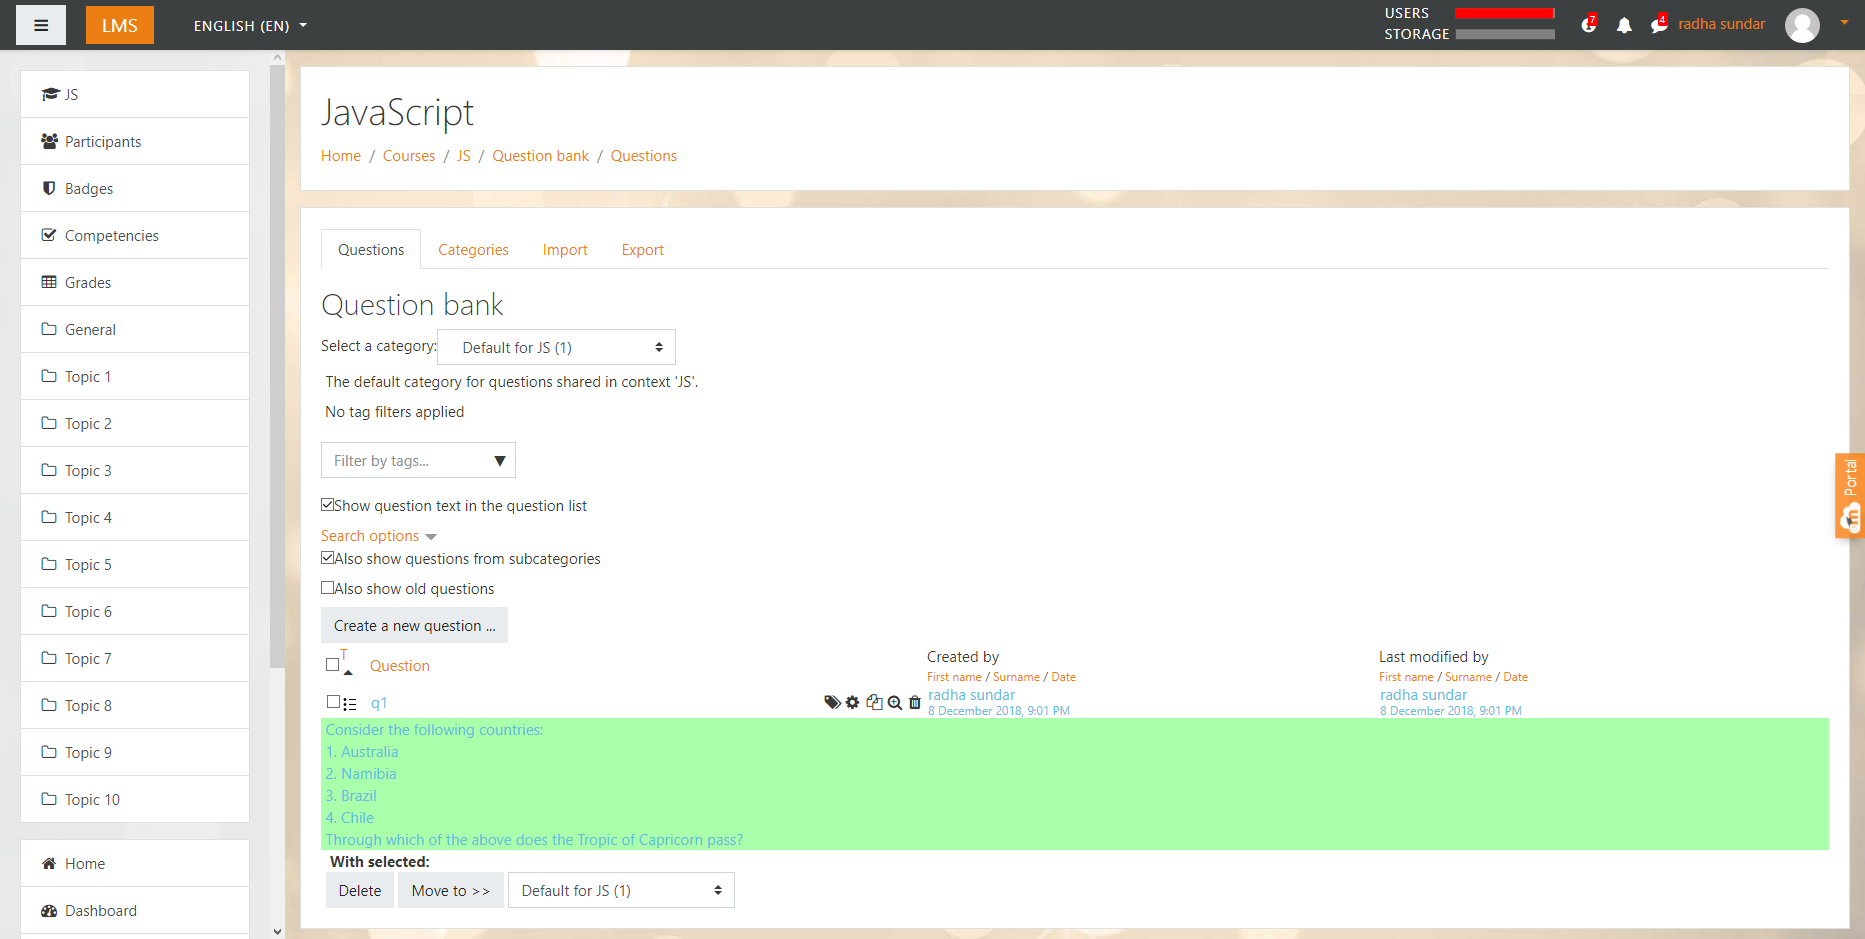 LMS
ENGLISH (EN)
USERS
STORAGE
7
4
radha sundar
JS
Participants
Badges
Competencies
Grades
General
Topic 1
Topic 2
Topic 3
Topic 4
Topic 5
Topic 6
Topic 7
Topic 8
Topic 9
Topic 10
Home
Dashboard
JavaScript
Home / Courses / JS / Question bank / Questions
Questions Categories Import Export
Question bank
Select a category: Default for JS (1)
The default category for questions shared in context 'JS'.
No tag filters applied
Filter by tags...
Show question text in the question list
Search options
Also show questions from subcategories
Also show old questions
Create a new question ...
T Question
Created by
First name / Surname / Date
Last modified by
First name / Surname / Date
q1
radha sundar
8 December 2018, 9:01 PM
radha sundar
8 December 2018, 9:01 PM
Consider the following countries:
1. Australia
2. Namibia
3. Brazil
4. Chile
Through which of the above does the Tropic of Capricorn pass?
With selected:
Delete Move to >> Default for JS (1)
Portal
m